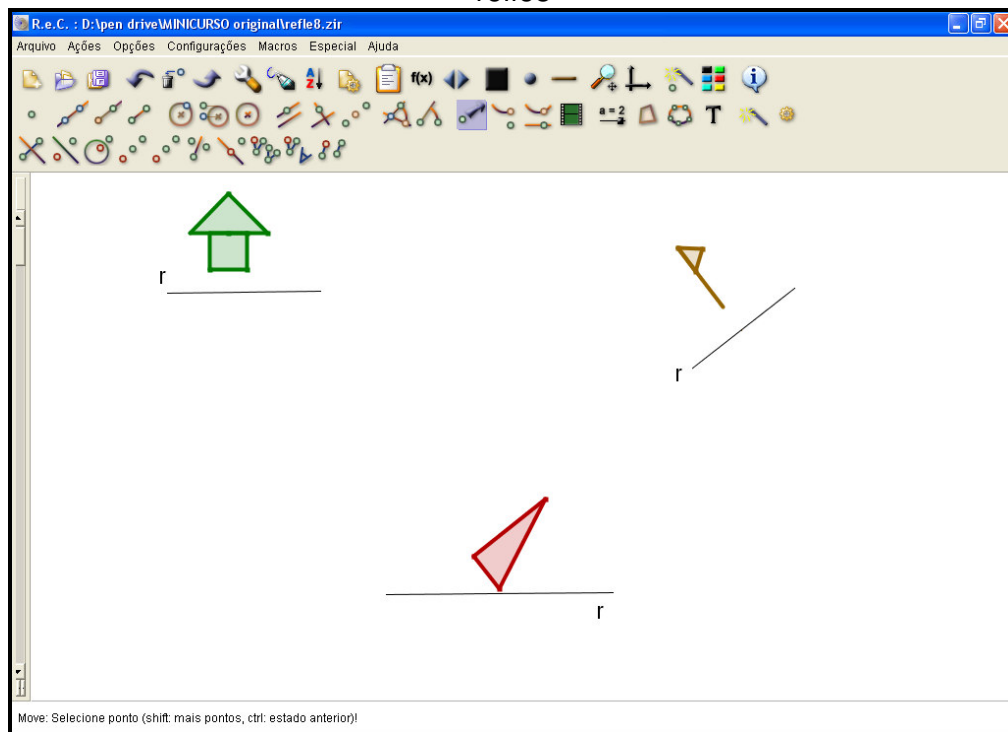 R.e.C. : D:\pen drive\MINICURSO original\refle8.zir
Arquivo Ações Opções Configurações Macros Especial Ajuda
f(x)
a = 2
T
r
r
r
Move: Selecione ponto (shift: mais pontos, ctrl: estado anterior)!